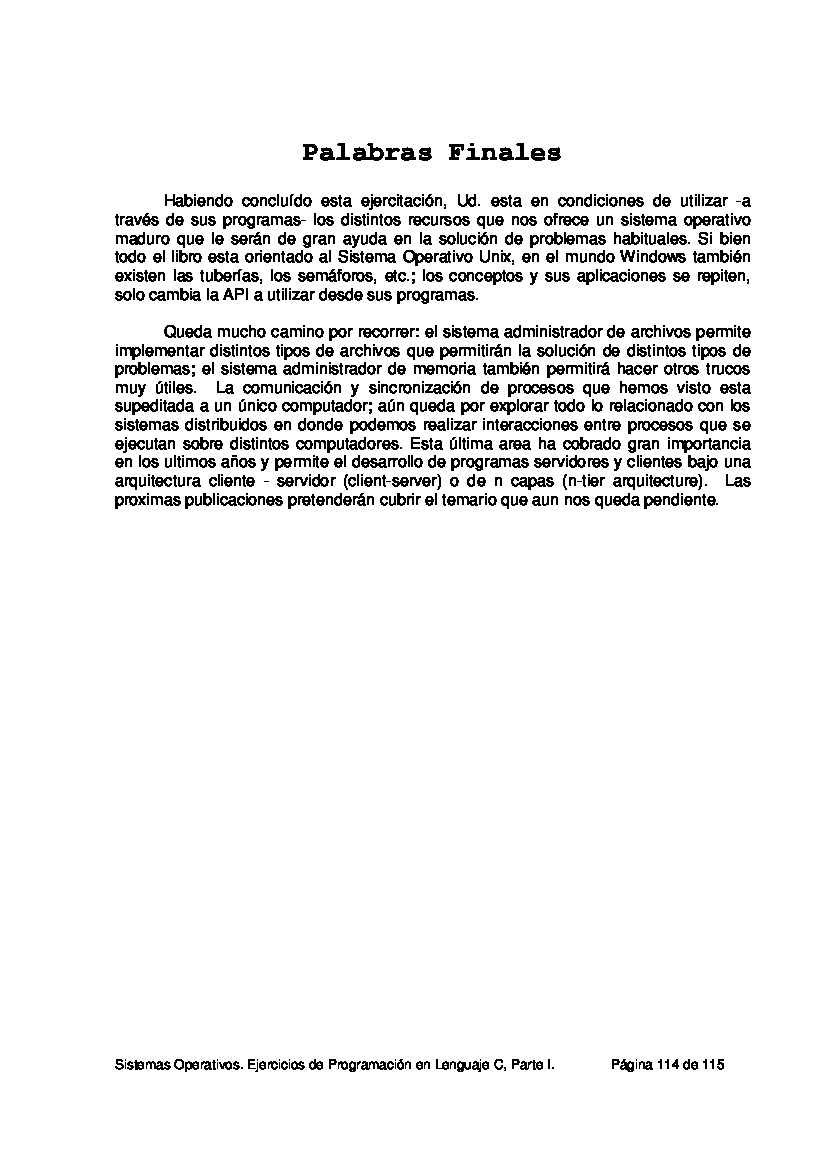 Palabras Finales
Habiendo concluído esta ejercitación, Ud. esta en condiciones de utilizar -a
través de sus programas- los distintos recursos que nos ofrece un sistema operativo
maduro que le serán de gran ayuda en la solución de problemas habituales. Si bien
todo el libro esta orientado al Sistema Operativo Unix, en el mundo Windows también
existen las tuberías, los semáforos, etc.; los conceptos y sus aplicaciones se repiten,
solo cambia la API a utilizar desde sus programas.
Queda mucho camino por recorrer: el sistema administrador de archivos permite
implementar distintos tipos de archivos que permitirán la solución de distintos tipos de
problemas; el sistema administrador de memoria también permitirá hacer otros trucos
muy útiles. La comunicación y sincronización de procesos que hemos visto esta
supeditada a un único computador; aún queda por explorar todo lo relacionado con los
sistemas distribuidos en donde podemos realizar interacciones entre procesos que se
ejecutan sobre distintos computadores. Esta última area ha cobrado gran importancia
en los ultimos años y permite el desarrollo de programas servidores y clientes bajo una
arquitectura cliente - servidor (client-server) o de n capas (n-tier arquitecture). Las
proximas publicaciones pretenderán cubrir el temario que aun nos queda pendiente.
Sistemas Operativos. Ejercicios de Programación en Lenguaje C, Parte I. Página 114 de 115